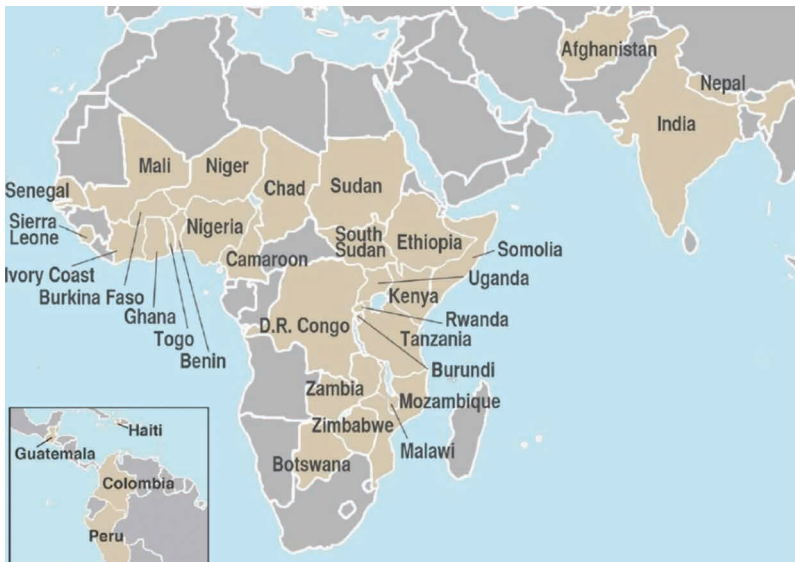 Afghanistan
Nepal
India
Mali
Niger
Chad
Sudan
Senegal
Sierra
Leone
Nigeria
South
Sudan
Ethiopia
Somolia
Camaroon
Ivory Coast
Burkina Faso
Uganda
Kenya
Ghana
Rwanda
D.R. Congo
Togo
Tanzania
Benin
Burundi
Zambia
Mozambique
Zimbabwe
Malawi
Botswana
Haiti
Guatemala
Colombia
Peru